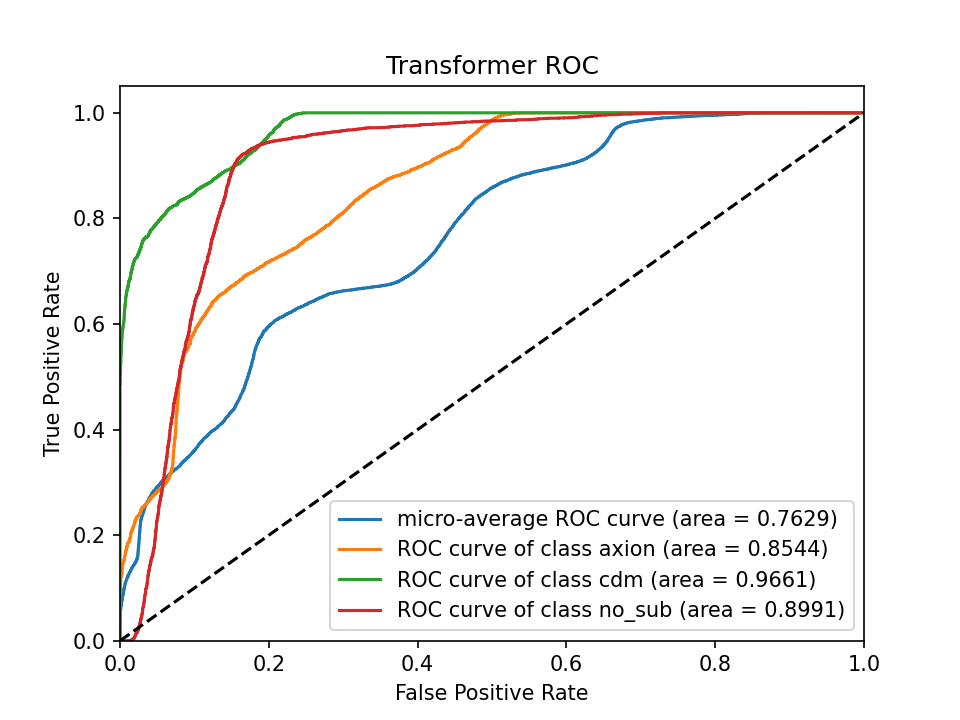 Transformer ROC
True Positive Rate
1.0
0.8
0.6
0.4
0.2
0.0
micro-average ROC curve (area = 0.7629)
ROC curve of class axion (area = 0.8544)
ROC curve of class cdm (area = 0.9661)
ROC curve of class no_sub (area = 0.8991)
0.0 0.2 0.4 0.6 0.8 1.0
False Positive Rate